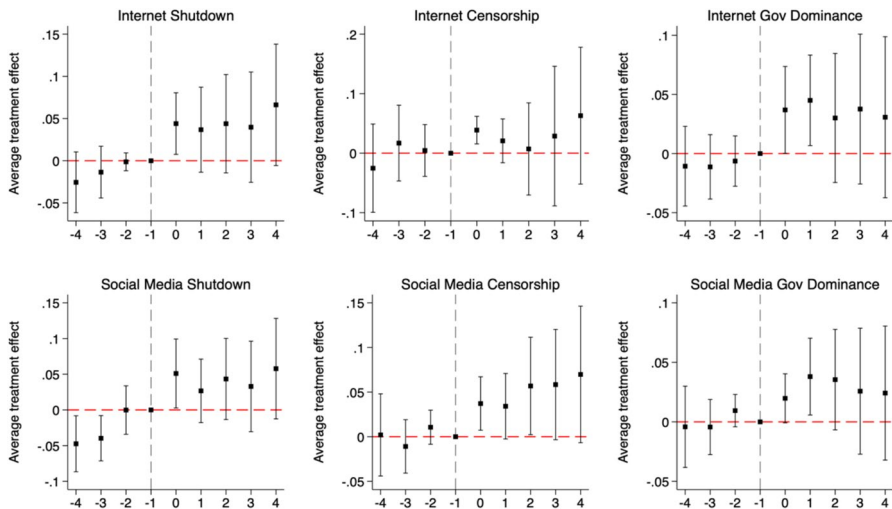 Internet Shutdown
Average treatment effect
.15
.1
.05
0
-.05
-4 -3 -2 -1 0 1 2 3 4
Internet Censorship
Average treatment effect
.2
.1
0
-.1
-4 -3 -2 -1 0 1 2 3 4
Internet Gov Dominance
Average treatment effect
.1
.05
0
-.05
-4 -3 -2 -1 0 1 2 3 4
Social Media Shutdown
Average treatment effect
.15
.1
.05
0
-.05
-.1
-4 -3 -2 -1 0 1 2 3 4
Social Media Censorship
Average treatment effect
.15
.1
.05
0
-.05
-4 -3 -2 -1 0 1 2 3 4
Social Media Gov Dominance
Average treatment effect
.1
.05
0
-.05
-4 -3 -2 -1 0 1 2 3 4